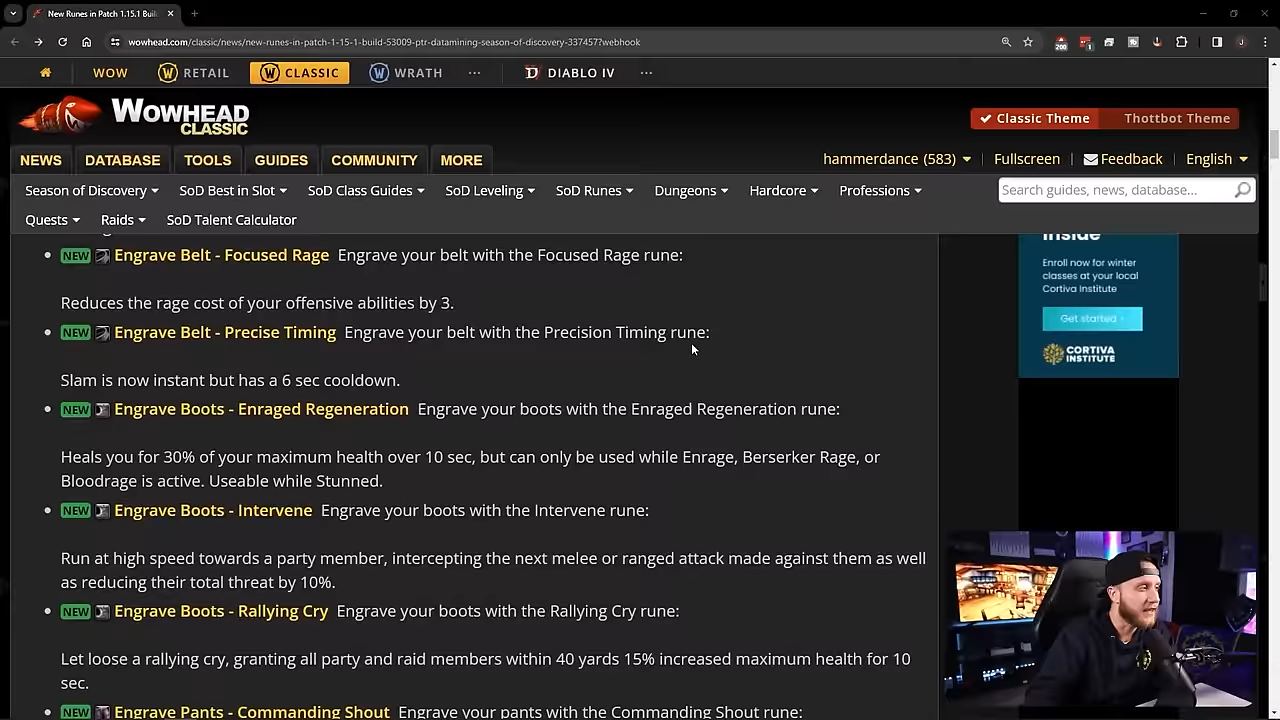 New Runes in Patch 1.15.1 Buil
wowhead.com/classic/news/new-runes-in-patch-1-15-1-build-53009-ptr-datamining-season-of-discovery-337457?webhook
200
1
J
WOW
RETAIL
CLASSIC
WRATH
...
DIABLO IV
...
WOWHEAD
CLASSIC
Classic Theme
Thottbot Theme
NEWS
DATABASE
TOOLS
GUIDES
COMMUNITY
MORE
hammerdance (583)
Fullscreen
Feedback
English
Season of Discovery
SoD Best in Slot
SoD Class Guides
SoD Leveling
SoD Runes
Dungeons
Hardcore
Professions
Search guides, news, database...
Quests
Raids
SoD Talent Calculator
NEW Engrave Belt - Focused Rage Engrave your belt with the Focused Rage rune:
Reduces the rage cost of your offensive abilities by 3.
NEW Engrave Belt - Precise Timing Engrave your belt with the Precision Timing rune:
Slam is now instant but has a 6 sec cooldown.
NEW Engrave Boots - Enraged Regeneration Engrave your boots with the Enraged Regeneration rune:
Heals you for 30% of your maximum health over 10 sec, but can only be used while Enrage, Berserker Rage, or
Bloodrage is active. Useable while Stunned.
NEW Engrave Boots - Intervene Engrave your boots with the Intervene rune:
Run at high speed towards a party member, intercepting the next melee or ranged attack made against them as well
as reducing their total threat by 10%.
NEW Engrave Boots - Rallying Cry Engrave your boots with the Rallying Cry rune:
Let loose a rallying cry, granting all party and raid members within 40 yards 15% increased maximum health for 10
sec.
NEW Engrave Pants - Commanding Shout Engrave your pants with the Commanding Shout rune:
inside
Enroll now for winter
classes at your local
Cortiva Institute
Get started
CORTIVA
INSTITUTE